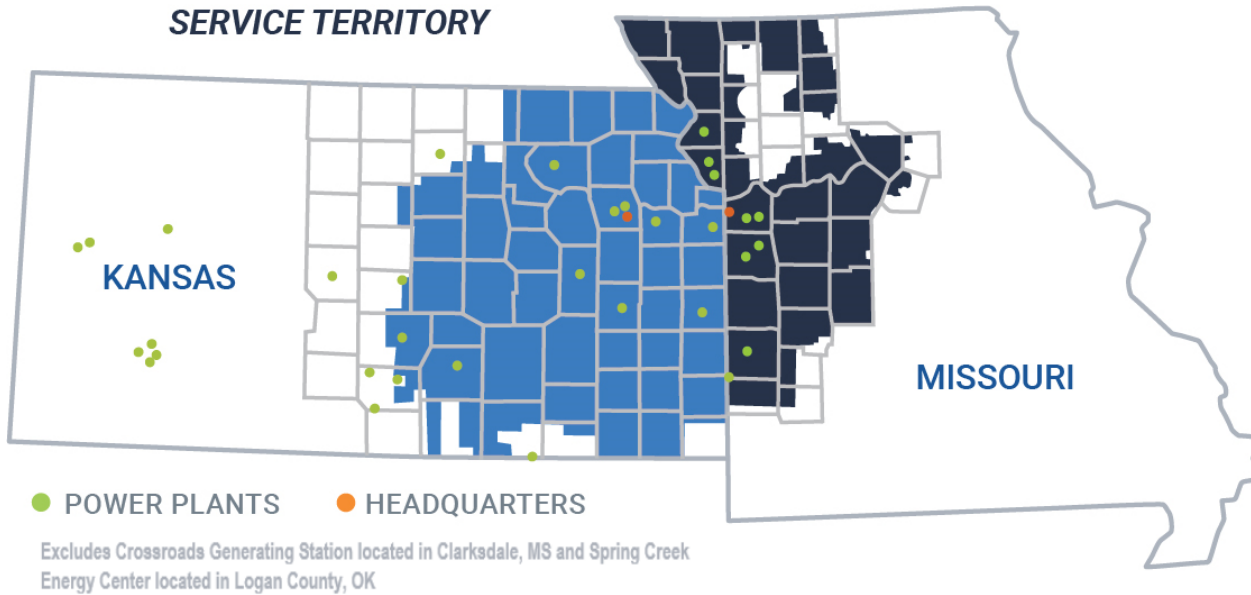 SERVICE TERRITORY
KANSAS
MISSOURI
POWER PLANTS
HEADQUARTERS
Excludes Crossroads Generating Station located in Clarksdale, MS and Spring Creek
Energy Center located in Logan County, OK